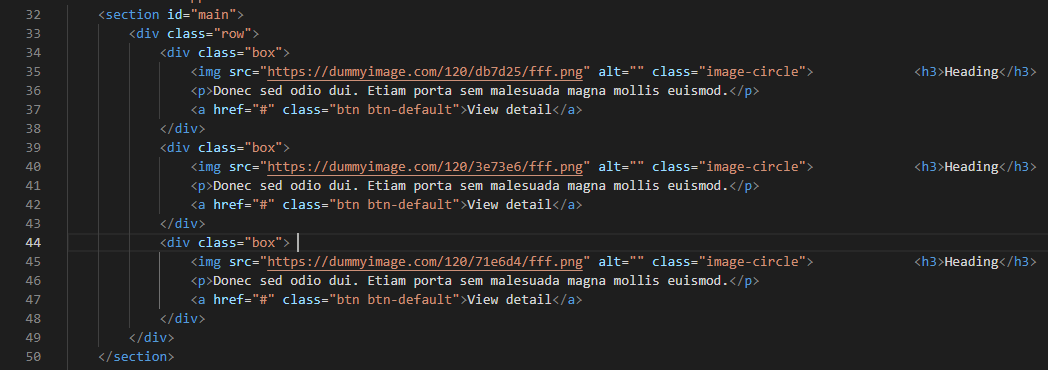 32 <section id="main">
33 <div class="row">
34 <div class="box">
35 <img src="https://dummyimage.com/120/db7d25/fff.png" alt="" class="image-circle"> <h3>Heading</h3>
36 <p>Donec sed odio dui. Etiam porta sem malesuada magna mollis euismod.</p>
37 <a href="#" class="btn btn-default">View detail</a>
38 </div>
39 <div class="box">
40 <img src="https://dummyimage.com/120/3e73e6/fff.png" alt="" class="image-circle"> <h3>Heading</h3>
41 <p>Donec sed odio dui. Etiam porta sem malesuada magna mollis euismod.</p>
42 <a href="#" class="btn btn-default">View detail</a>
43 </div>
44 <div class="box">
45 <img src="https://dummyimage.com/120/71e6d4/fff.png" alt="" class="image-circle"> <h3>Heading</h3>
46 <p>Donec sed odio dui. Etiam porta sem malesuada magna mollis euismod.</p>
47 <a href="#" class="btn btn-default">View detail</a>
48 </div>
49 </div>
50 </section>